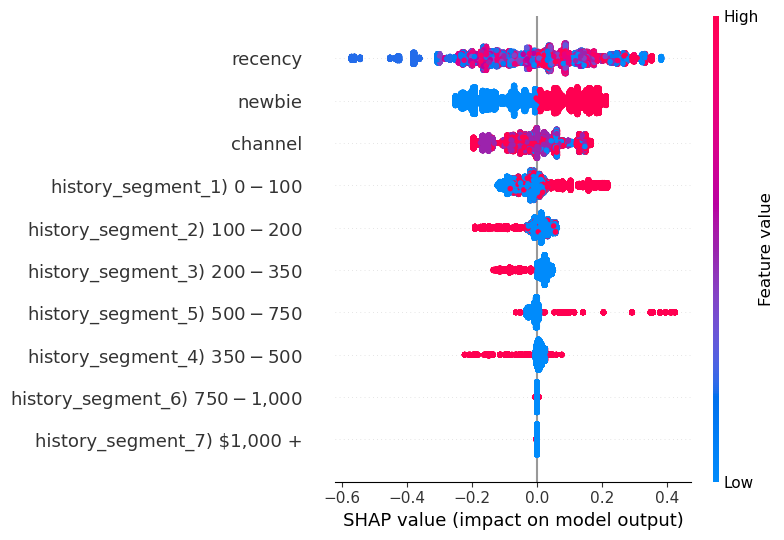 High
recency
newbie
channel
history_segment_1) 0 − 100
history_segment_2) 100 − 200
history_segment_3) 200 − 350
history_segment_5) 500 − 750
history_segment_4) 350 − 500
history_segment_6) 750 − 1,000
history_segment_7) $1,000 +
Feature value
Low
−0.6 −0.4 −0.2 0.0 0.2 0.4
SHAP value (impact on model output)